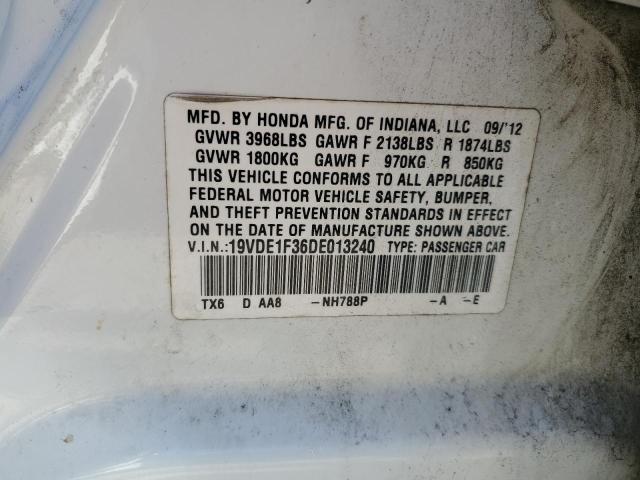 MFD. BY HONDA MFG. OF INDIANA, LLC 09/'12
GVWR 3968LBS GAWR F 2138LBS R 1874LBS
GVWR 1800KG GAWR F 970KG R 850KG
THIS VEHICLE CONFORMS TO ALL APPLICABLE
FEDERAL MOTOR VEHICLE SAFETY, BUMPER,
AND THEFT PREVENTION STANDARDS IN EFFECT
ON THE DATE OF MANUFACTURE SHOWN ABOVE.
V.I.N.:19VDE1F36DE013240 TYPE: PASSENGER CAR
TX6 D AA8 -NH788P -A -E